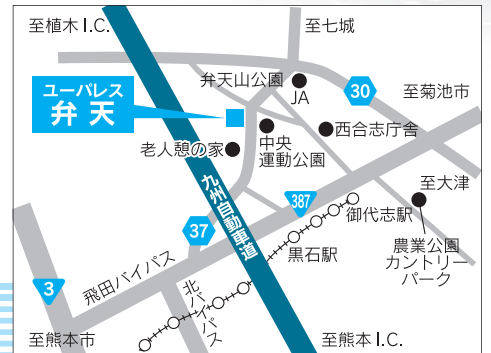 至植木I.C.
至七城
弁天山公園
JA
30
至菊池市
ユーパレス
弁天
中央
運動公園
西合志庁舎
老人憩の家
至大津
387
御代志駅
九州自動車道
37
黒石駅
農業公園
カントリー
パーク
飛田バイパス
3
北バイパス
至熊本市
至熊本I.C.